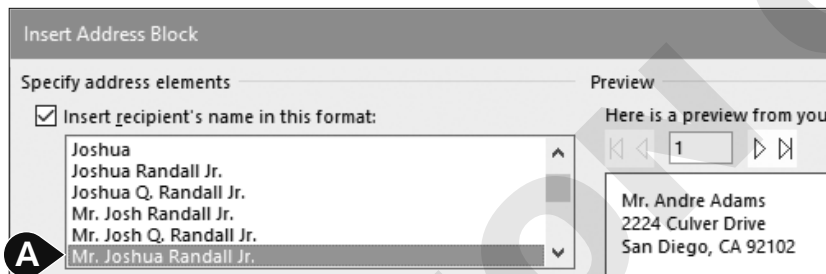 Insert Address Block
Specify address elements
Insert recipient's name in this format:
Joshua
Joshua Randall Jr.
Joshua Q. Randall Jr.
Mr. Josh Randall Jr.
Mr. Josh Q. Randall Jr.
A Mr. Joshua Randall Jr.
Preview
Here is a preview from you
1
Mr. Andre Adams
2224 Culver Drive
San Diego, CA 92102